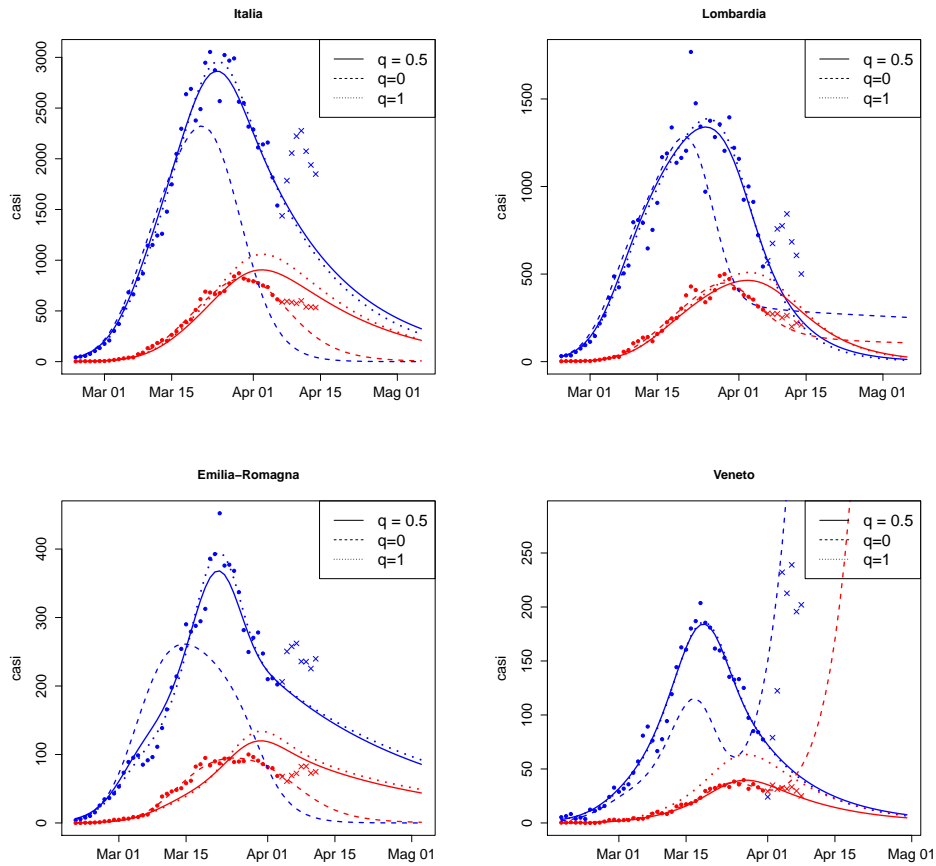 Italia
casi
0
500
1000
1500
2000
2500
3000
Mar 01
Mar 15
Apr 01
Apr 15
Mag 01
q = 0.5
q=0
q=1
Lombardia
casi
0
500
1000
1500
Mar 01
Mar 15
Apr 01
Apr 15
Mag 01
q = 0.5
q=0
q=1
Emilia−Romagna
casi
0
100
200
300
400
Mar 01
Mar 15
Apr 01
Apr 15
Mag 01
q = 0.5
q=0
q=1
Veneto
casi
0
50
100
150
200
250
Mar 01
Mar 15
Apr 01
Apr 15
Mag 01
q = 0.5
q=0
q=1